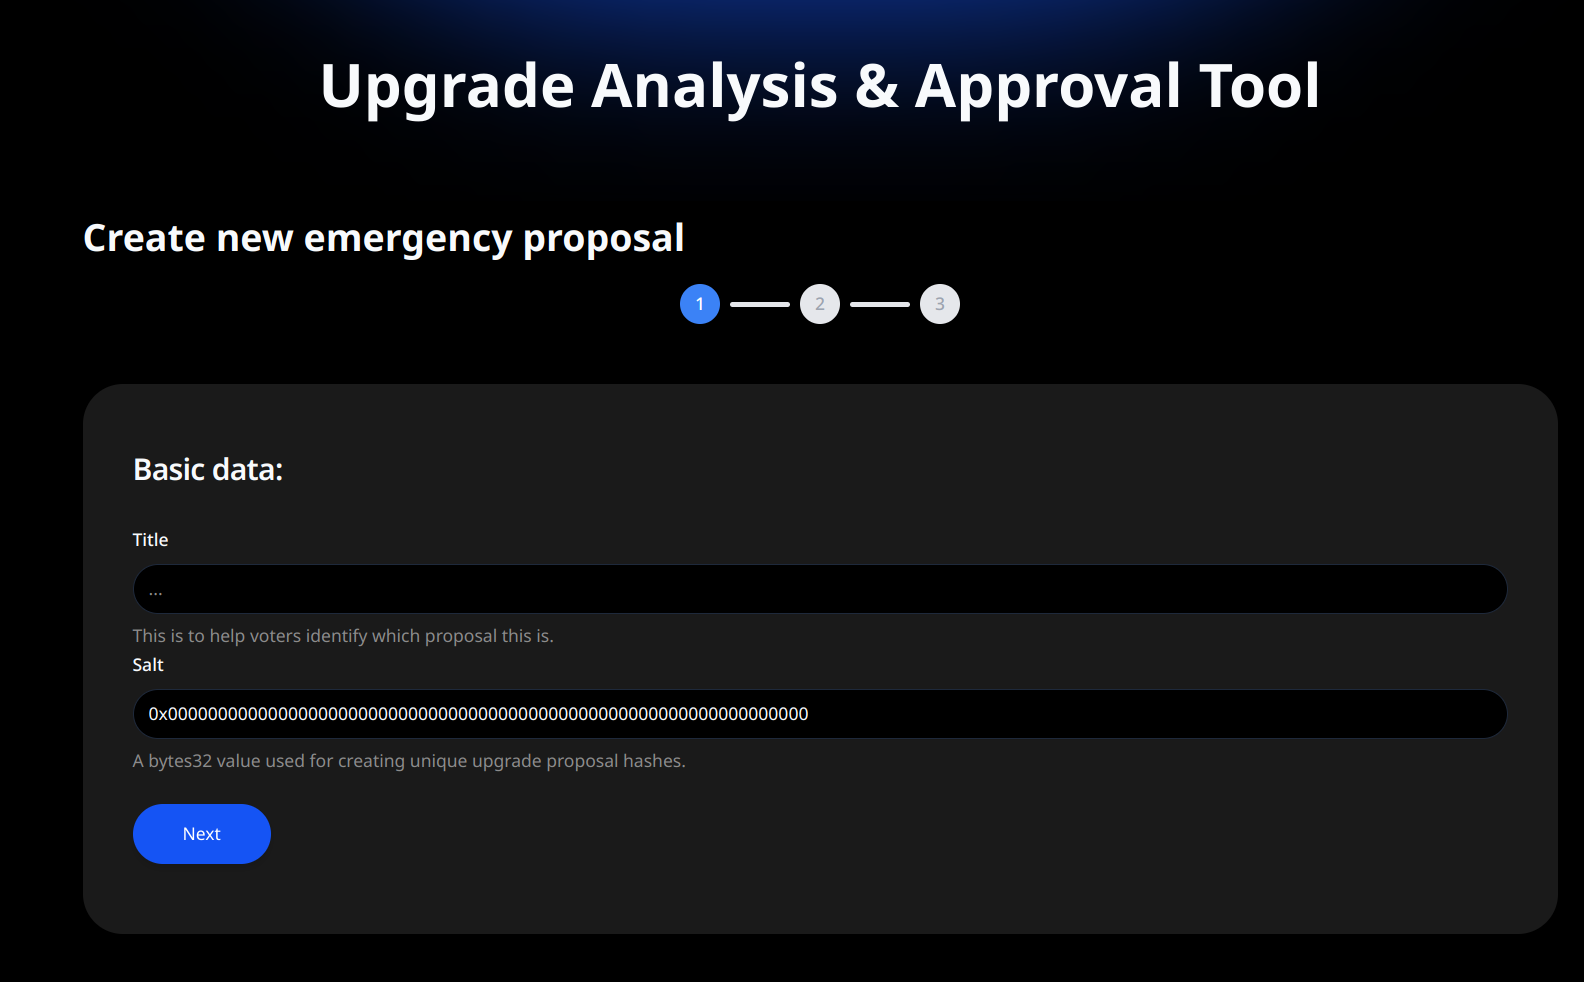 Upgrade Analysis & Approval Tool
Create new emergency proposal
1
2
3
Basic data:
Title
...
This is to help voters identify which proposal this is.
Salt
0x0000000000000000000000000000000000000000000000000000000000000000
A bytes32 value used for creating unique upgrade proposal hashes.
Next